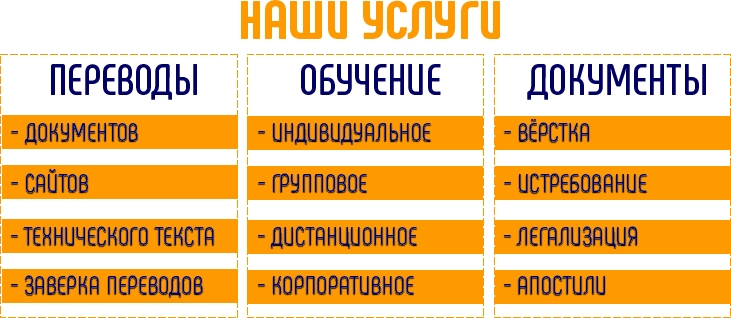 НАШИ УСЛУГИ
ПЕРЕВОДЫ
- ДОКУМЕНТОВ
- САЙТОВ
- ТЕХНИЧЕСКОГО ТЕКСТА
- ЗАВЕРКА ПЕРЕВОДОВ
ОБУЧЕНИЕ
- ИНДИВИДУАЛЬНОЕ
- ГРУППОВОЕ
- ДИСТАНЦИОННОЕ
- КОРПОРАТИВНОЕ
ДОКУМЕНТЫ
- ВЁРСТКА
- ИСТРЕБОВАНИЕ
- ЛЕГАЛИЗАЦИЯ
- АПОСТИЛИ